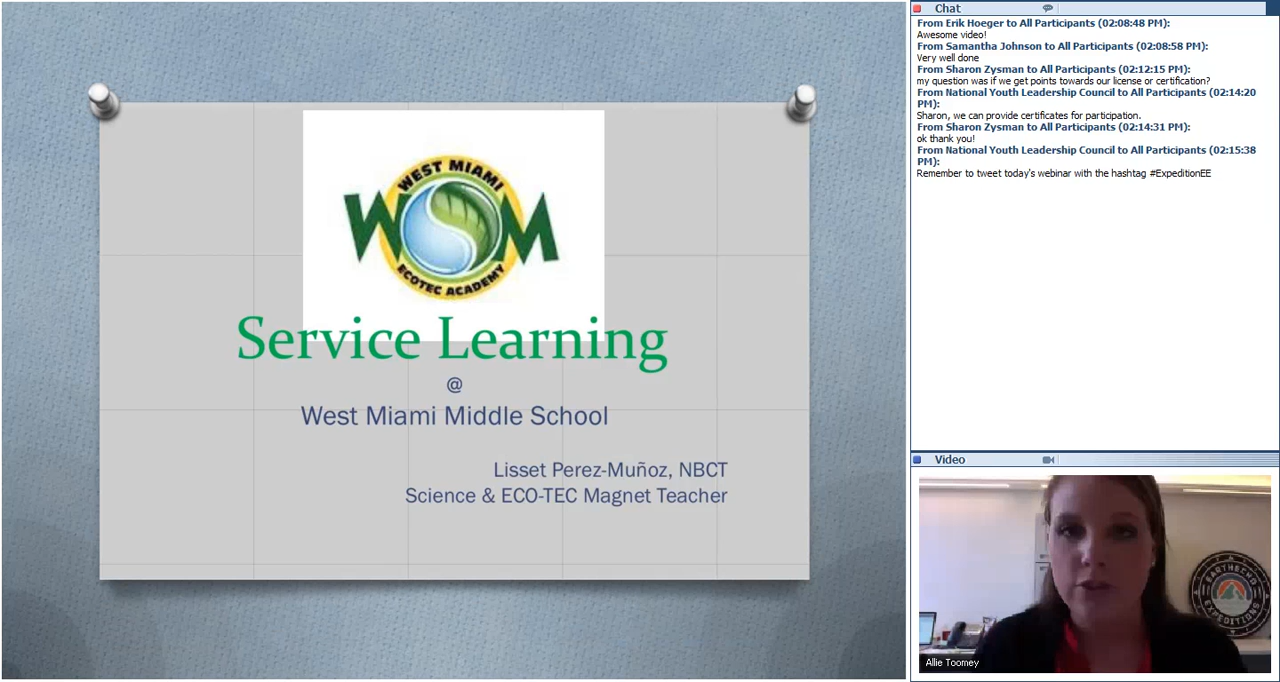 WEST MIAMI
WM
ECOTEC ACADEMY
Service Learning
@
West Miami Middle School
Lisset Perez-Muñoz, NBCT
Science & ECO-TEC Magnet Teacher
Chat
From Erik Hoeger to All Participants (02:08:48 PM):
Awesome video!
From Samantha Johnson to All Participants (02:08:58 PM):
Very well done
From Sharon Zysman to All Participants (02:12:15 PM):
my question was if we get points towards our license or certification?
From National Youth Leadership Council to All Participants (02:14:20
PM):
Sharon, we can provide certificates for participation.
From Sharon Zysman to All Participants (02:14:31 PM):
ok thank you!
From National Youth Leadership Council to All Participants (02:15:38
PM):
Remember to tweet today's webinar with the hashtag #ExpeditionEE
Video
EARTHECHO
EXPEDITIONS
Allie Toomey